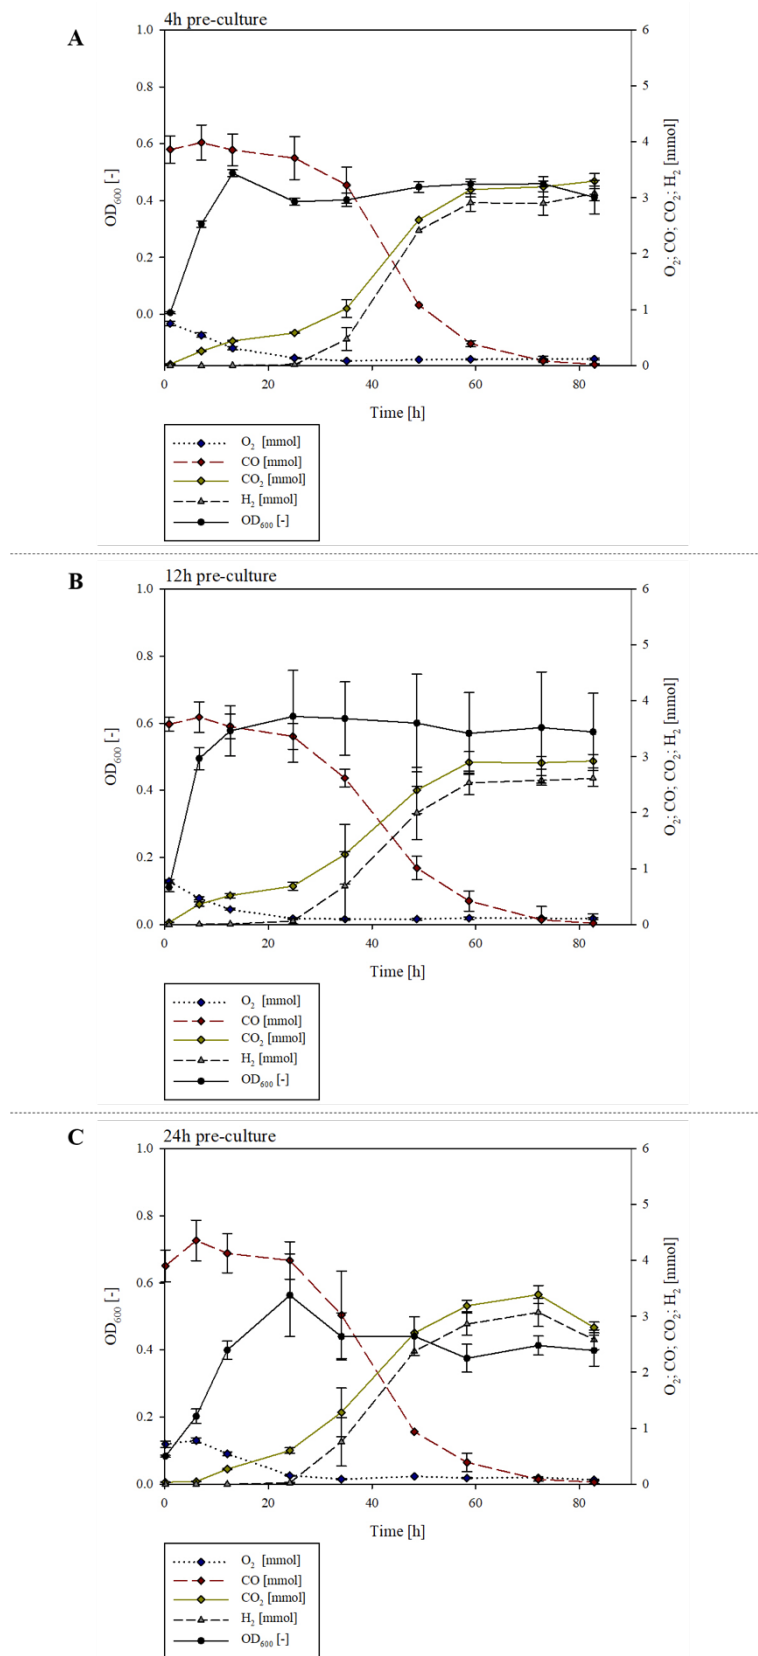 A
4h pre-culture
1.0
0.8
0.6
0.4
0.2
0.0
6
5
4
3
2
1
0
OD600 [-]
O2; CO; CO2; H2 [mmol]
0 20 40 60 80
Time [h]
O2 [mmol]
CO [mmol]
CO2 [mmol]
H2 [mmol]
OD600 [-]
B
12h pre-culture
1.0
0.8
0.6
0.4
0.2
0.0
6
5
4
3
2
1
0
OD600 [-]
O2; CO; CO2; H2 [mmol]
0 20 40 60 80
Time [h]
O2 [mmol]
CO [mmol]
CO2 [mmol]
H2 [mmol]
OD600 [-]
C
24h pre-culture
1.0
0.8
0.6
0.4
0.2
0.0
6
5
4
3
2
1
0
OD600 [-]
O2; CO; CO2; H2 [mmol]
0 20 40 60 80
Time [h]
O2 [mmol]
CO [mmol]
CO2 [mmol]
H2 [mmol]
OD600 [-]